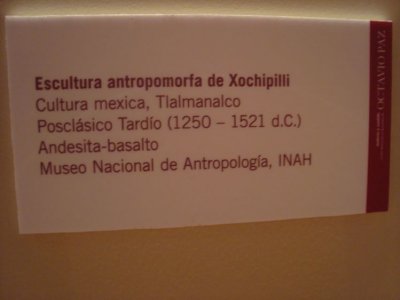 Escultura antropomorfa de Xochipilli
Cultura mexica, Tlalmanalco
Posclásico Tardío (1250 – 1521 d.C.)
Andesita-basalto
Museo Nacional de Antropología, INAH
OCTAVIO PAZ